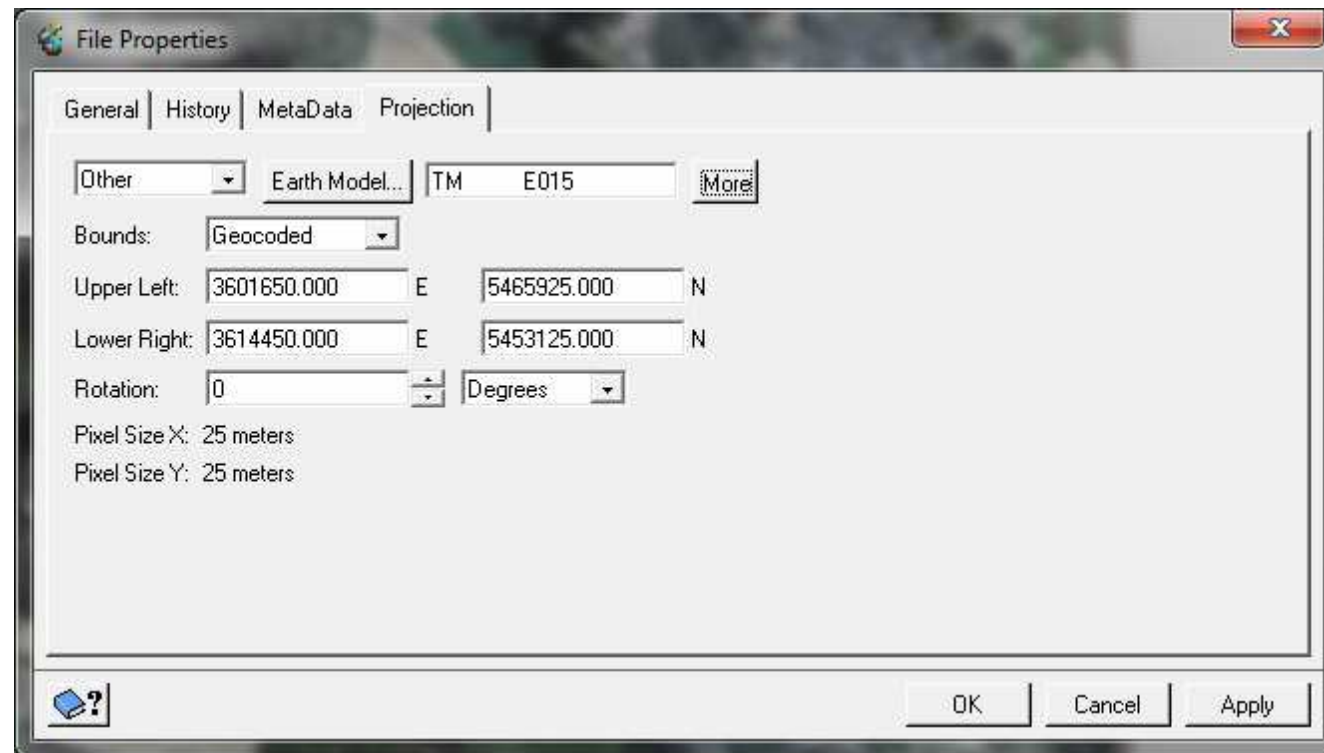 File Properties
General History MetaData Projection
Other Earth Model... TM E015 More
Bounds: Geocoded
Upper Left: 3601650.000 E 5465925.000 N
Lower Right: 3614450.000 E 5453125.000 N
Rotation: 0 Degrees
Pixel Size X: 25 meters
Pixel Size Y: 25 meters
? OK Cancel Apply